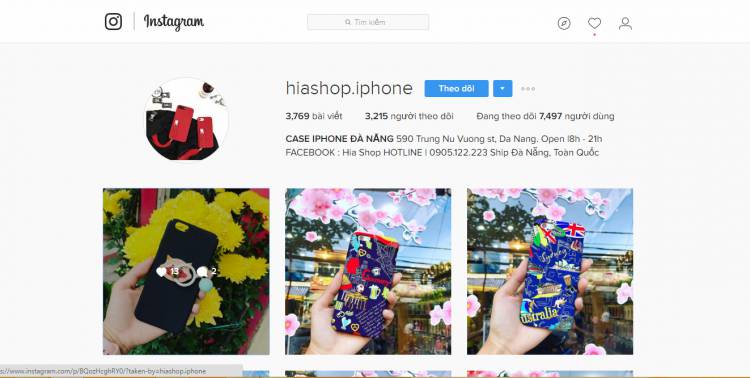 Instagram
Tìm kiếm
hiashop.iphone Theo dõi
3,769 bài viết 3,215 người theo dõi Đang theo dõi 7,497 người dùng
CASE IPHONE ĐÀ NẴNG 590 Trung Nu Vuong st, Da Nang. Open l8h - 21h
FACEBOOK : Hia Shop HOTLINE l 0905.122.223 Ship Đà Nẵng, Toàn Quốc
13 2
Sydney
australia
s://www.instagram.com/p/BQozHcghRY0/?taken-by=hiashop.iphone